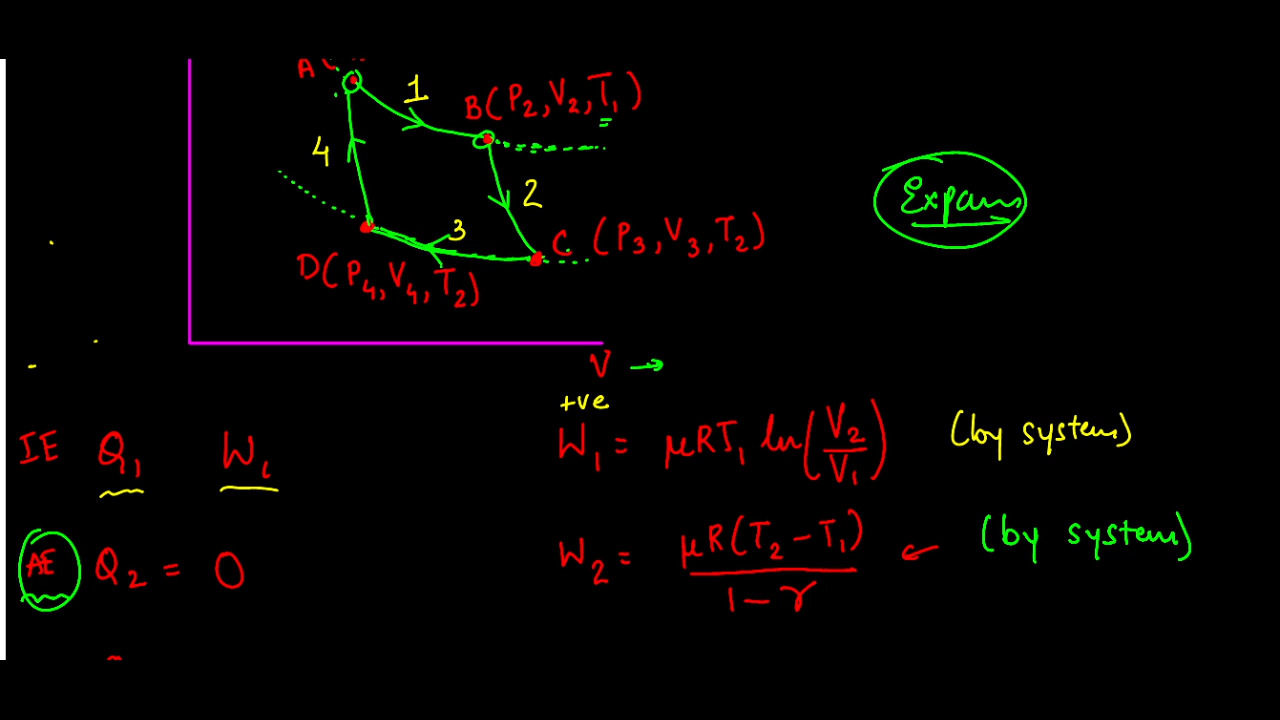 A (
1
B(P₂,V₂,T₁)
4
2
3
C (P₃,V₃,T₂)
D(P₄,V₄,T₂)
Expans
V →
+ve
IE Q₁ W₁ W₁ = μRT₁ ln(V₂/V₁) (by system)
AE Q₂ = 0 W₂ = μR(T₂-T₁)/1-γ ← (by system)